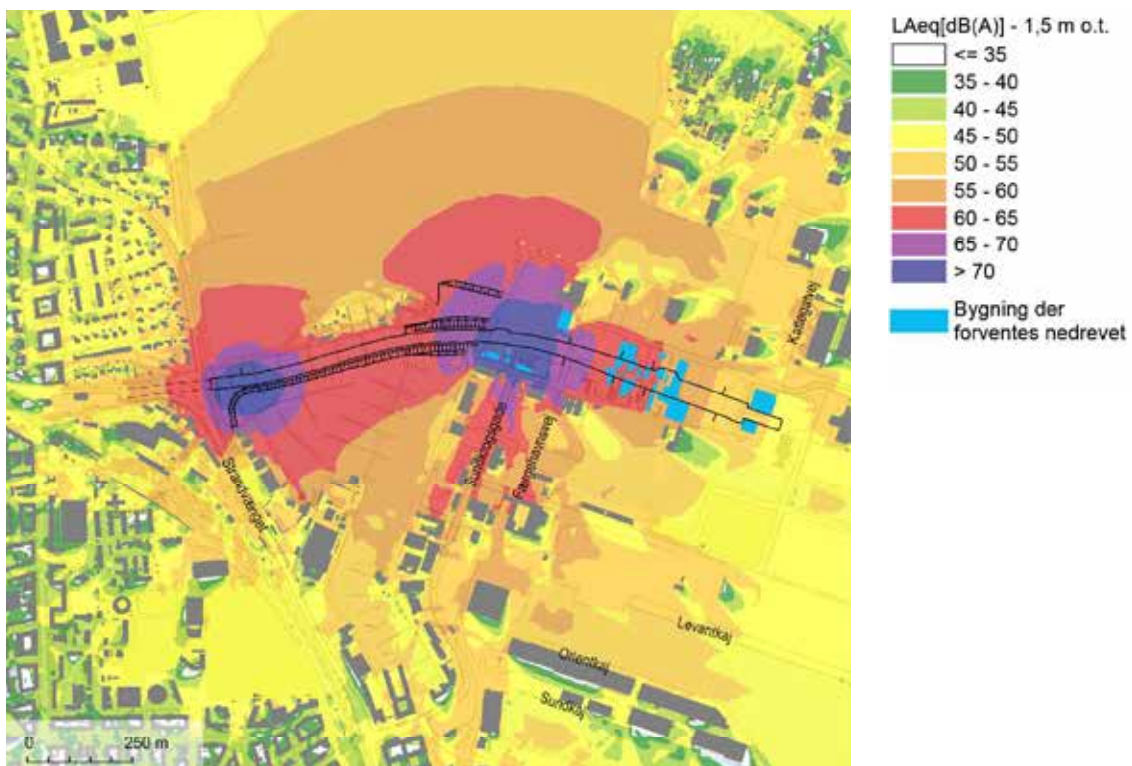 LAeq[dB(A)] - 1,5 m o.t.
<= 35
35 - 40
40 - 45
45 - 50
50 - 55
55 - 60
60 - 65
65 - 70
> 70
Bygning der
forventes nedrevet
Kattegatvej
Sundkrogsgade
Færgehavnsvej
Strandvænget
Levantkaj
Orientkaj
Sundkaj
0 250 m